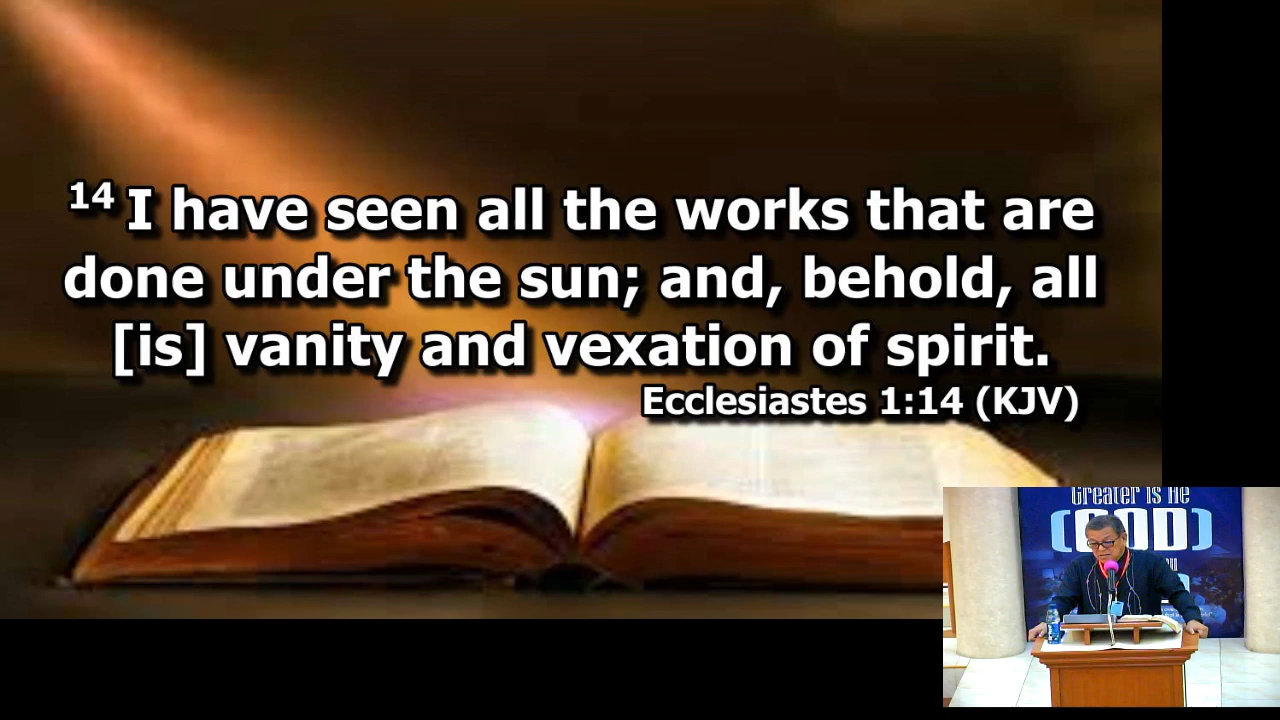 14 I have seen all the works that are
done under the sun; and, behold, all
[is] vanity and vexation of spirit.
Ecclesiastes 1:14 (KJV)
Greater is He
(GOD)